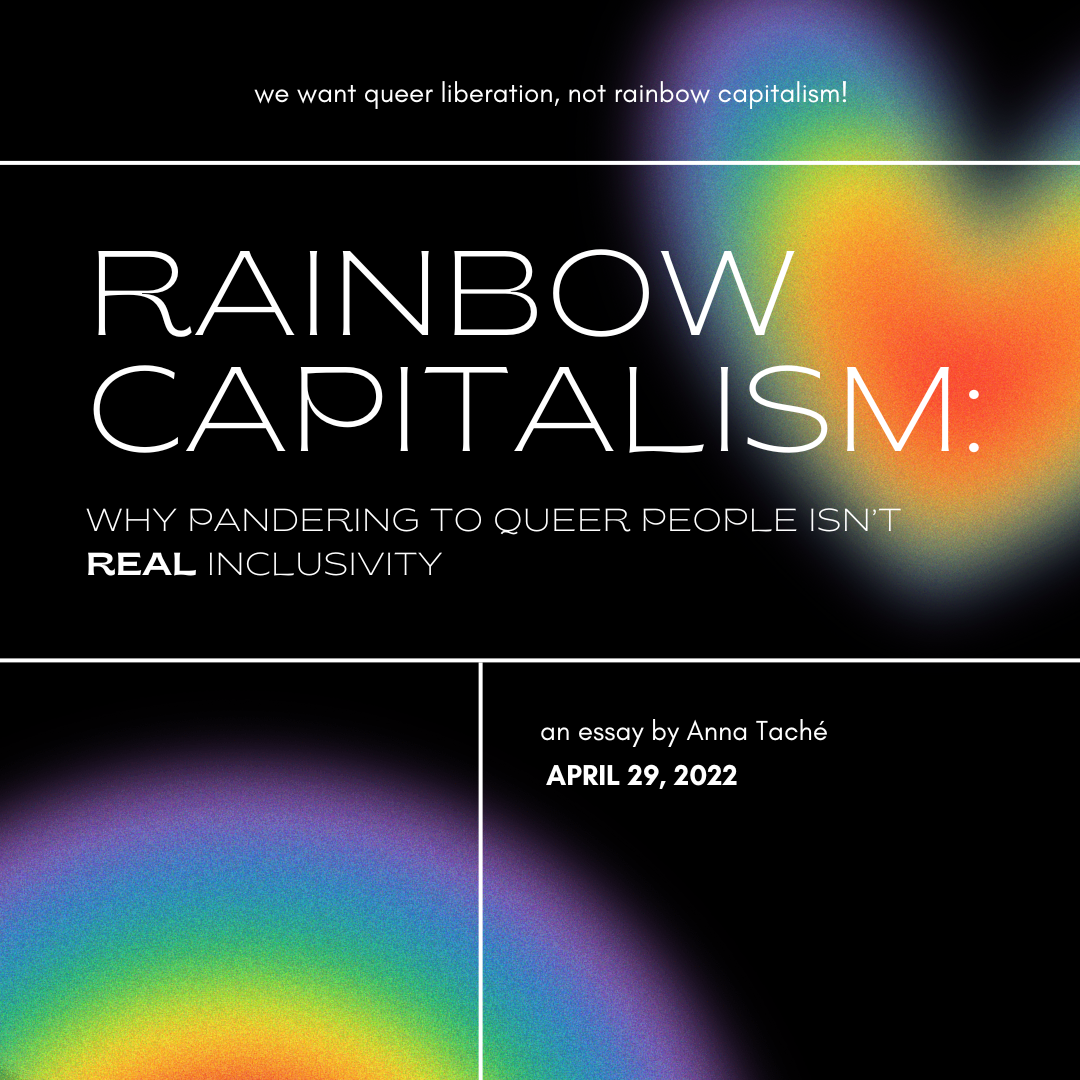 we want queer liberation, not rainbow capitalism!
RAINBOW
CAPITALISM:
WHY PANDERING TO QUEER PEOPLE ISN'T
REAL INCLUSIVITY
an essay by Anna Taché
APRIL 29, 2022